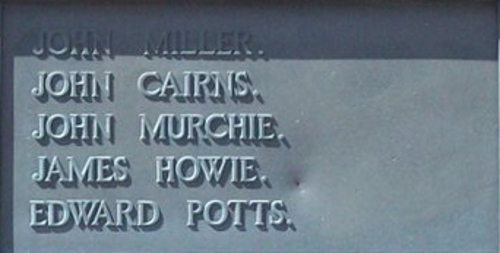 JOHN MILLER.
JOHN CAIRNS.
JOHN MURCHIE.
JAMES HOWIE.
EDWARD POTTS.